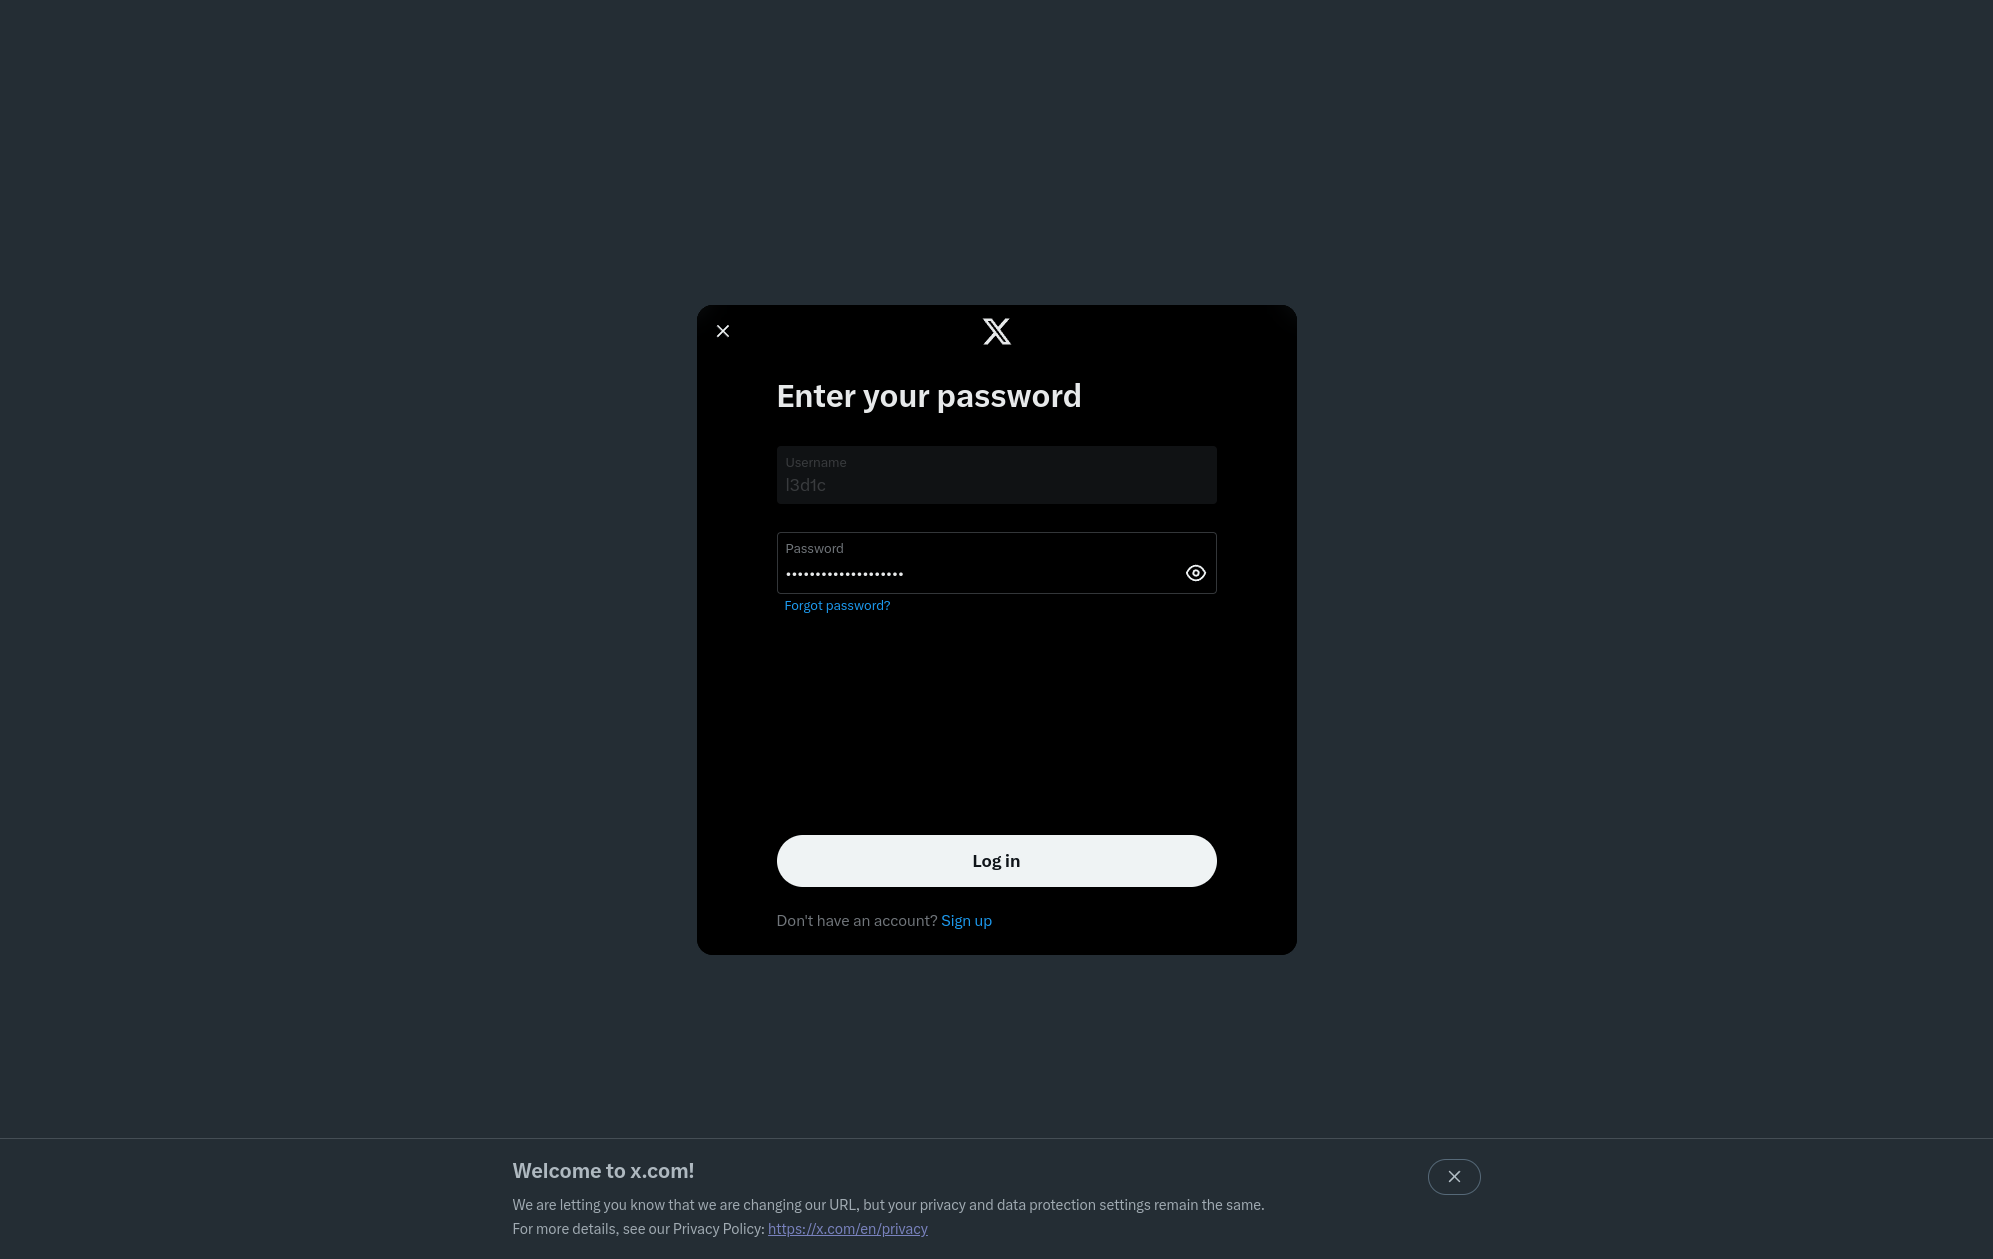 Enter your password
Username
l3d1c
Password
••••••••••••••••••••
Forgot password?
Log in
Don't have an account? Sign up
Welcome to x.com!
We are letting you know that we are changing our URL, but your privacy and data protection settings remain the same.
For more details, see our Privacy Policy: https://x.com/en/privacy